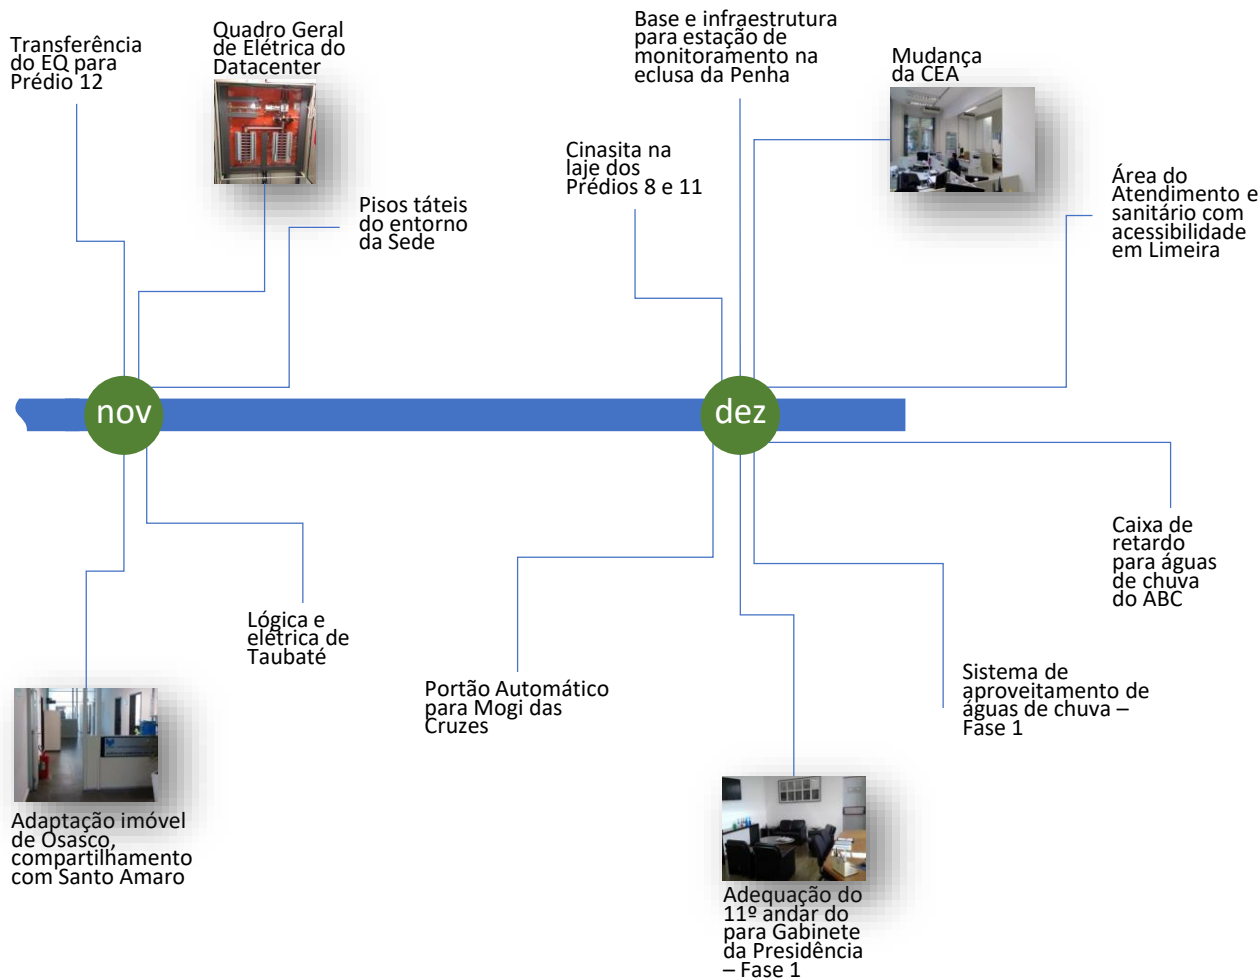 Transferência
do EQ para
Prédio 12
Quadro Geral
de Elétrica do
Datacenter
Pisos táteis
do entorno
da Sede
Cinasita na
laje dos
Prédios 8 e 11
Base e infraestrutura
para estação de
monitoramento na
eclusa da Penha
Mudança
da CEA
Área do
Atendimento e
sanitário com
acessibilidade
em Limeira
nov
dez
Adaptação imóvel
de Osasco,
compartilhamento
com Santo Amaro
Lógica e
elétrica de
Taubaté
Portão Automático
para Mogi das
Cruzes
Adequação do
11º andar do
para Gabinete
da Presidência
– Fase 1
Sistema de
aproveitamento de
águas de chuva –
Fase 1
Caixa de
retardo
para águas
de chuva
do ABC